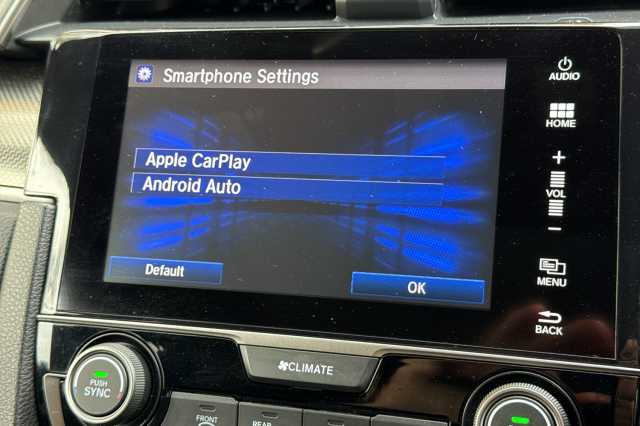 Smartphone Settings
Apple CarPlay
Android Auto
Default
OK
AUDIO
HOME
+
VOL
−
MENU
BACK
CLIMATE
PUSH
SYNC
FRONT
REAR